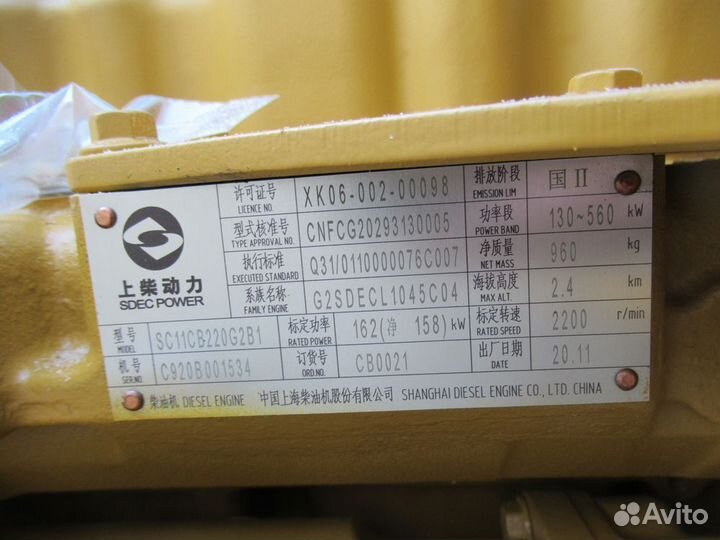 上柴动力
SDEC POWER
许可证号 XK06-002-00098 排放阶段 国II
LICENCE NO. EMISSION LIM
型式核准号 CNFCG20293130005 功率段 130~560 kW
TYPE APPROVAL NO. POWER BAND
执行标准 Q31/0110000076C007 净质量 960 kg
EXECUTED STANDARD NET MASS
系族名称 G2SDECL1045C04 海拔高度 2.4 km
FAMILY ENGINE MAX ALT.
型号 SC11CB220G2B1 标定功率 162(净 158)kW 标定转速 2200 r/min
MODEL RATED POWER RATED SPEED
机号 C920B001534 订货号 CB0021 出厂日期 20.11
SER.NO. ORD.NO. DATE
柴油机 DIESEL ENGINE 中国上海柴油机股份有限公司 SHANGHAI DIESEL ENGINE CO., LTD. CHINA
Avito